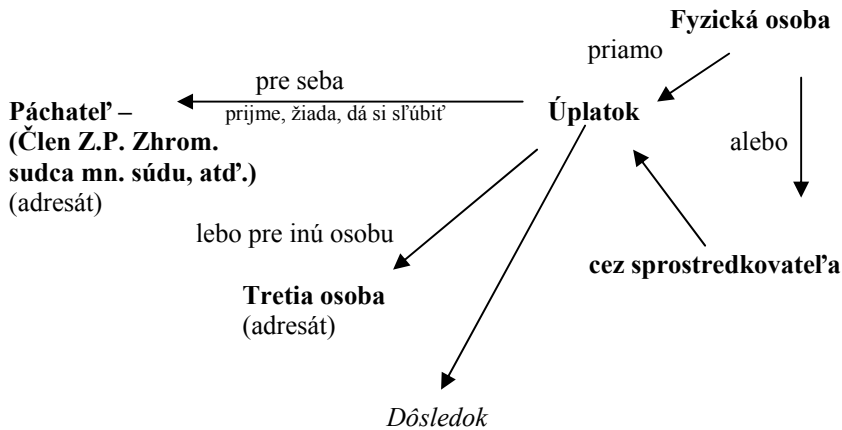 Fyzická osoba
priamo
pre seba
Páchateľ –
Úplatok
prijme, žiada, dá si sľúbiť
(Člen Z.P. Zhrom.
alebo
sudca mn. súdu, atď.)
(adresát)
lebo pre inú osobu
cez sprostredkovateľa
Tretia osoba
(adresát)
Dôsledok